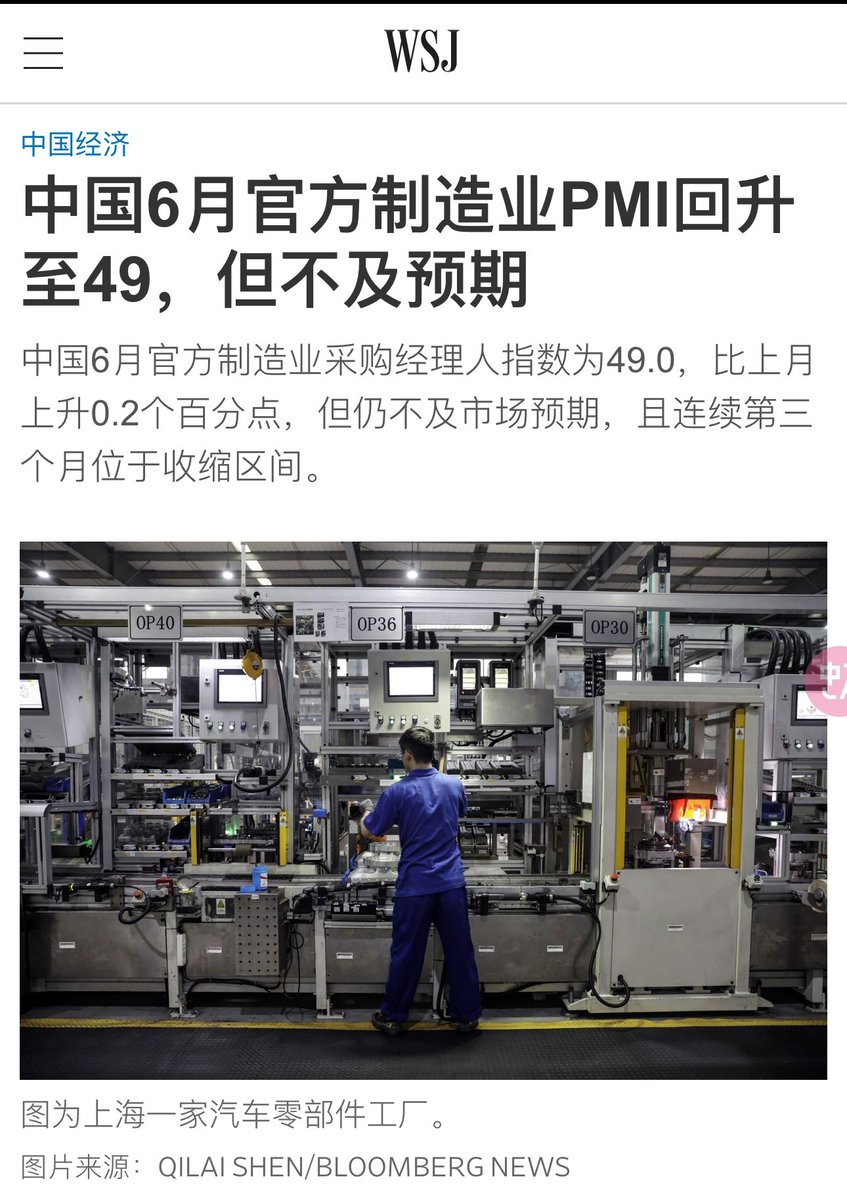 WSJ
中国经济
中国6月官方制造业PMI回升
至49，但不及预期
中国6月官方制造业采购经理人指数为49.0，比上月
上升0.2个百分点，但仍不及市场预期，且连续第三
个月位于收缩区间。
OP40
OP36
OP30
图为上海一家汽车零部件工厂。
图片来源：QILAI SHEN/BLOOMBERG NEWS